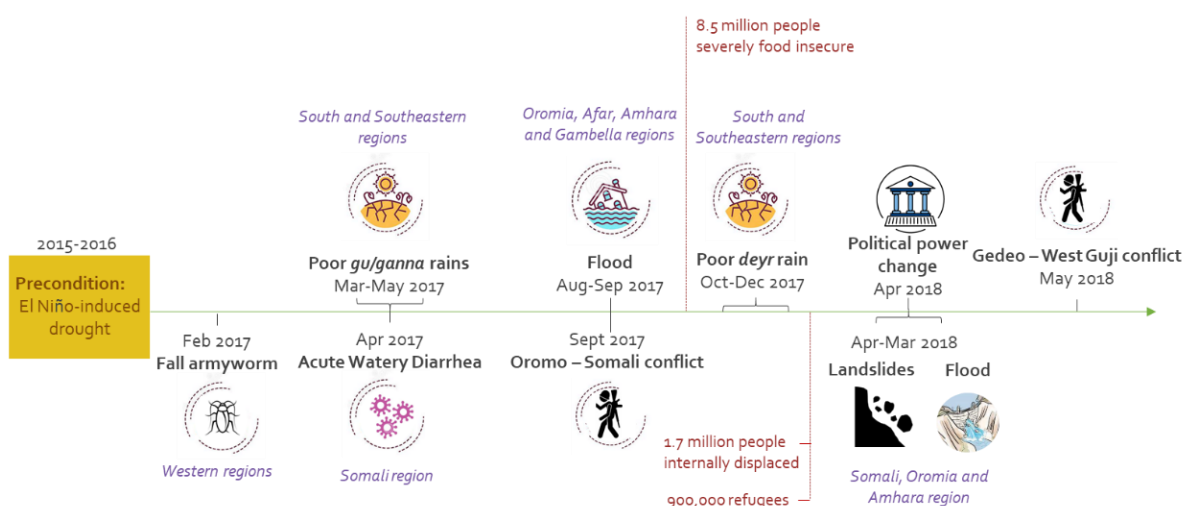 8.5 million people
severely food insecure
South and Southeastern
regions
Oromia, Afar, Amhara
and Gambella regions
South and
Southeastern regions
2015-2016
Precondition:
El Niño-induced
drought
Poor gu/ganna rains
Mar-May 2017
Flood
Aug-Sep 2017
Poor deyr rain
Oct-Dec 2017
Political power
change
Apr 2018
Gedeo – West Guji conflict
May 2018
Feb 2017
Fall armyworm
Western regions
Apr 2017
Acute Watery Diarrhea
Somali region
Sept 2017
Oromo – Somali conflict
1.7 million people
internally displaced
900,000 refugees
Apr-Mar 2018
Landslides
Flood
Somali, Oromia and
Amhara region